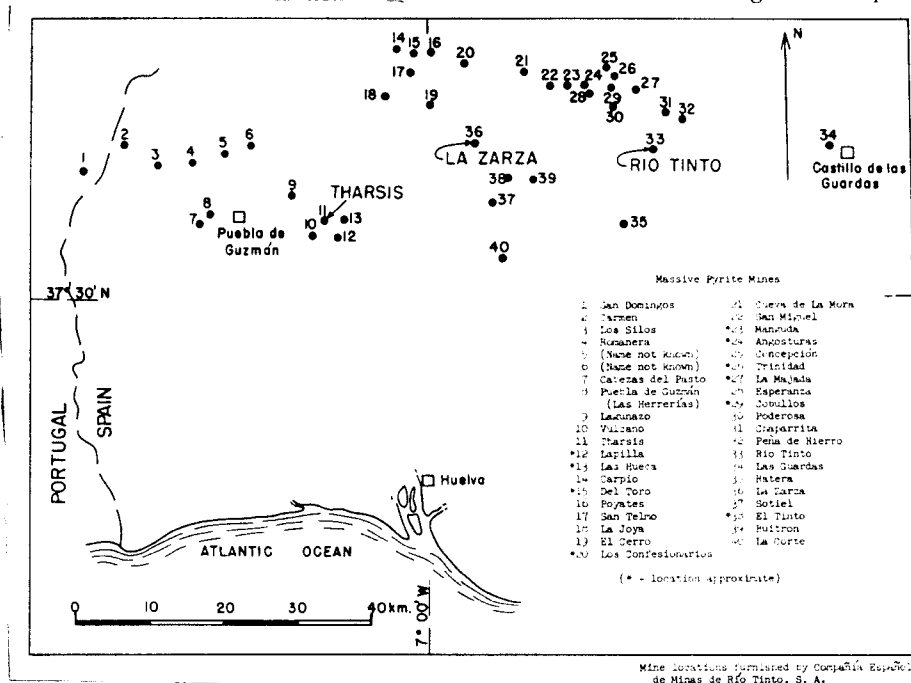 N
14 15 16
20
17
21
25
26
22 23 24
27
28
29
30
18
19
31
32
1
2
3
4
5
6
36
LA ZARZA
33
RIO TINTO
34
Castillo de las
Guardas
38
39
37
9
THARSIS
11
13
10
12
7
8
Puebla de
Guzmán
35
40
37° 30' N
PORTUGAL
SPAIN
Huelva
ATLANTIC OCEAN
0 10 20 30 40 km.
7° 00' W
Massive Pyrite Mines
1 San Domingos
2 Carmen
3 Los Silos
4 Romanera
5 (Name not known)
6 (Name not known)
7 Cabezas del Pasto
8 Puebla de Guzmán
(Las Herrerías)
9 Lagunazo
10 Vulcano
11 Tharsis
*12 Lapilla
*13 Las Hueca
14 Carpio
*15 Del Toro
16 Poyates
17 San Telmo
18 La Joya
19 El Cerro
*20 Los Confesionarios
21 Cueva de La Mora
22 San Miguel
*23 Manguda
*24 Angosturas
25 Concepción
*26 Trinidad
*27 La Majada
28 Esperanza
*29
30 Poderosa
31 Chaparrita
32 Peña de Hierro
33 Rio Tinto
34 Las Guardas
35
36 La Zarza
37 Sotiel
*38 El Tinto
39 Buitron
40 La Corte
(* - location approximate)
Mine locations furnished by Compañía Español
de Minas de Río Tinto, S. A.